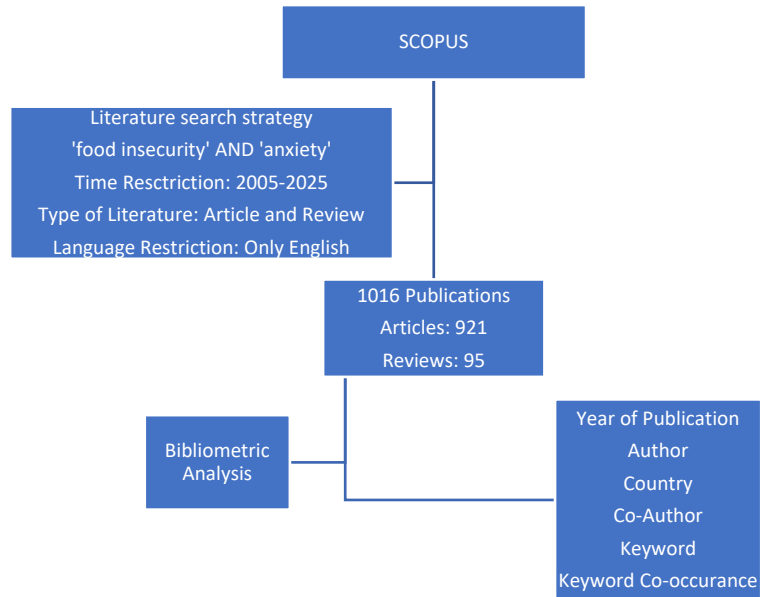 SCOPUS
Literature search strategy
'food insecurity' AND 'anxiety'
Time Resctriction: 2005-2025
Type of Literature: Article and Review
Language Restriction: Only English
1016 Publications
Articles: 921
Reviews: 95
Bibliometric
Analysis
Year of Publication
Author
Country
Co-Author
Keyword
Keyword Co-occurance